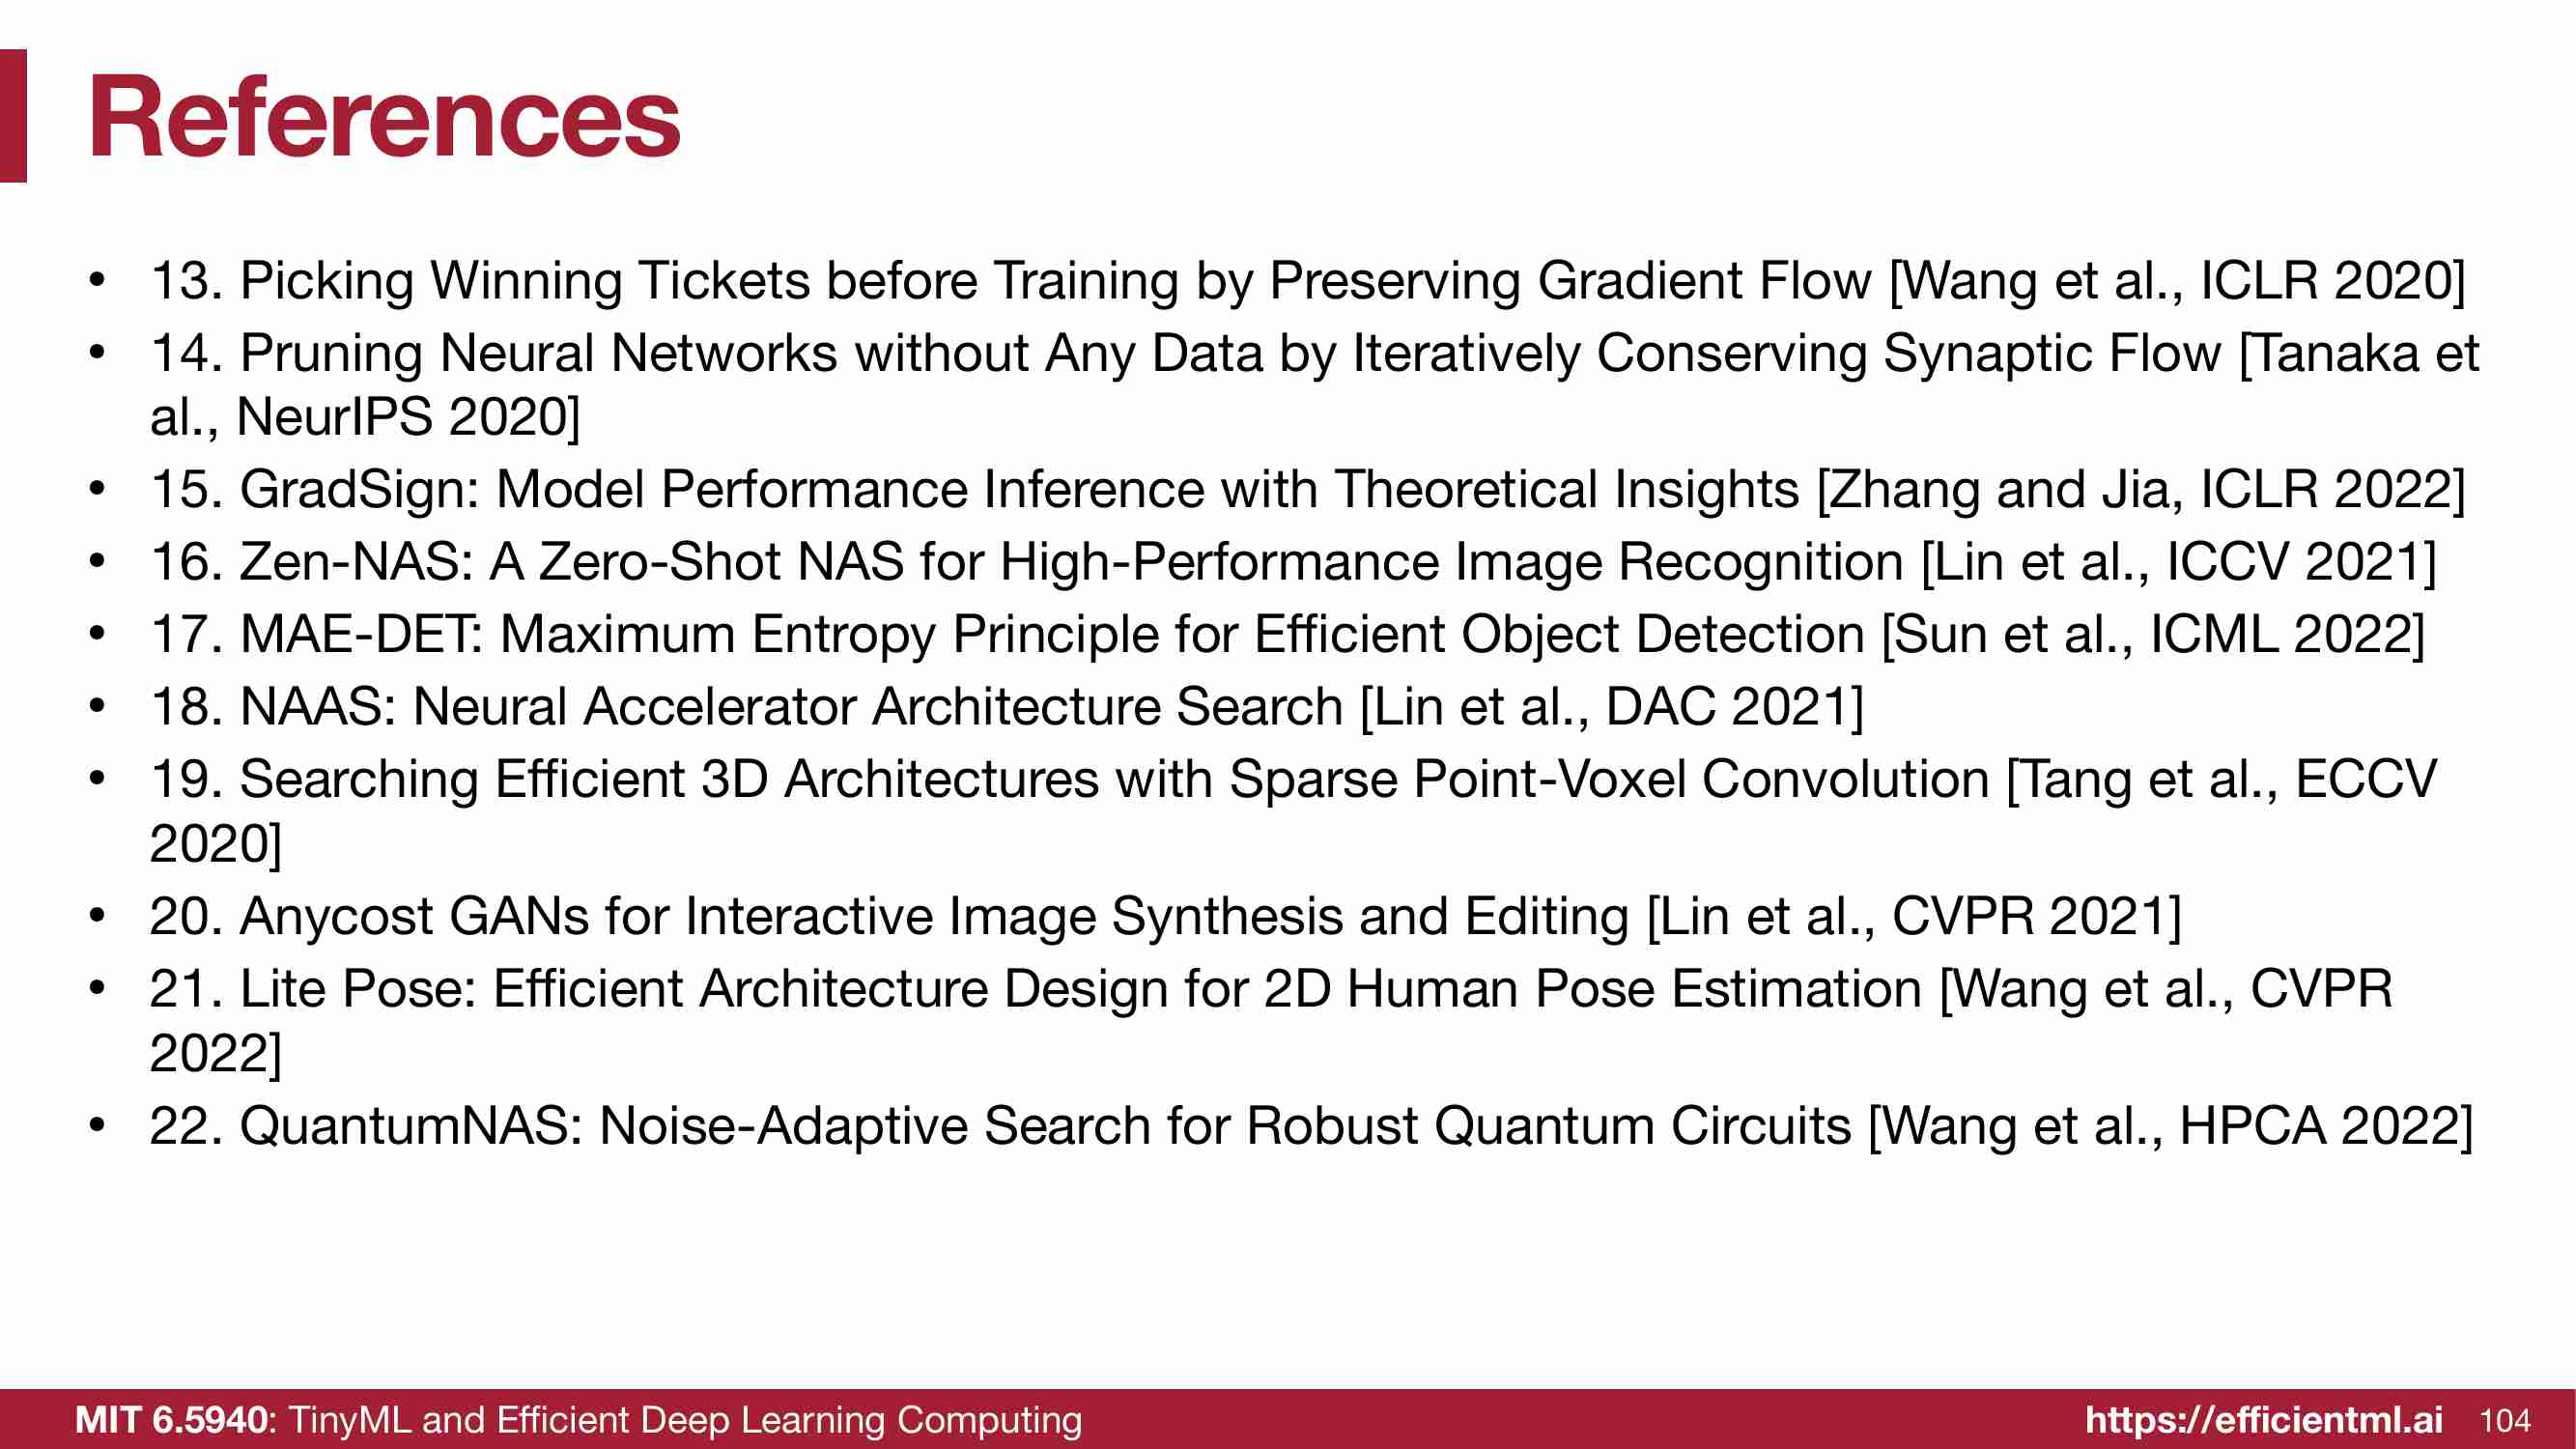 References
• 13. Picking Winning Tickets before Training by Preserving Gradient Flow [Wang et al., ICLR 2020]
• 14. Pruning Neural Networks without Any Data by Iteratively Conserving Synaptic Flow [Tanaka et
al., NeurIPS 2020]
• 15. GradSign: Model Performance Inference with Theoretical Insights [Zhang and Jia, ICLR 2022]
• 16. Zen-NAS: A Zero-Shot NAS for High-Performance Image Recognition [Lin et al., ICCV 2021]
• 17. MAE-DET: Maximum Entropy Principle for Efficient Object Detection [Sun et al., ICML 2022]
• 18. NAAS: Neural Accelerator Architecture Search [Lin et al., DAC 2021]
• 19. Searching Efficient 3D Architectures with Sparse Point-Voxel Convolution [Tang et al., ECCV
2020]
• 20. Anycost GANs for Interactive Image Synthesis and Editing [Lin et al., CVPR 2021]
• 21. Lite Pose: Efficient Architecture Design for 2D Human Pose Estimation [Wang et al., CVPR
2022]
• 22. QuantumNAS: Noise-Adaptive Search for Robust Quantum Circuits [Wang et al., HPCA 2022]
MIT 6.5940: TinyML and Efficient Deep Learning Computing
https://efficientml.ai 104